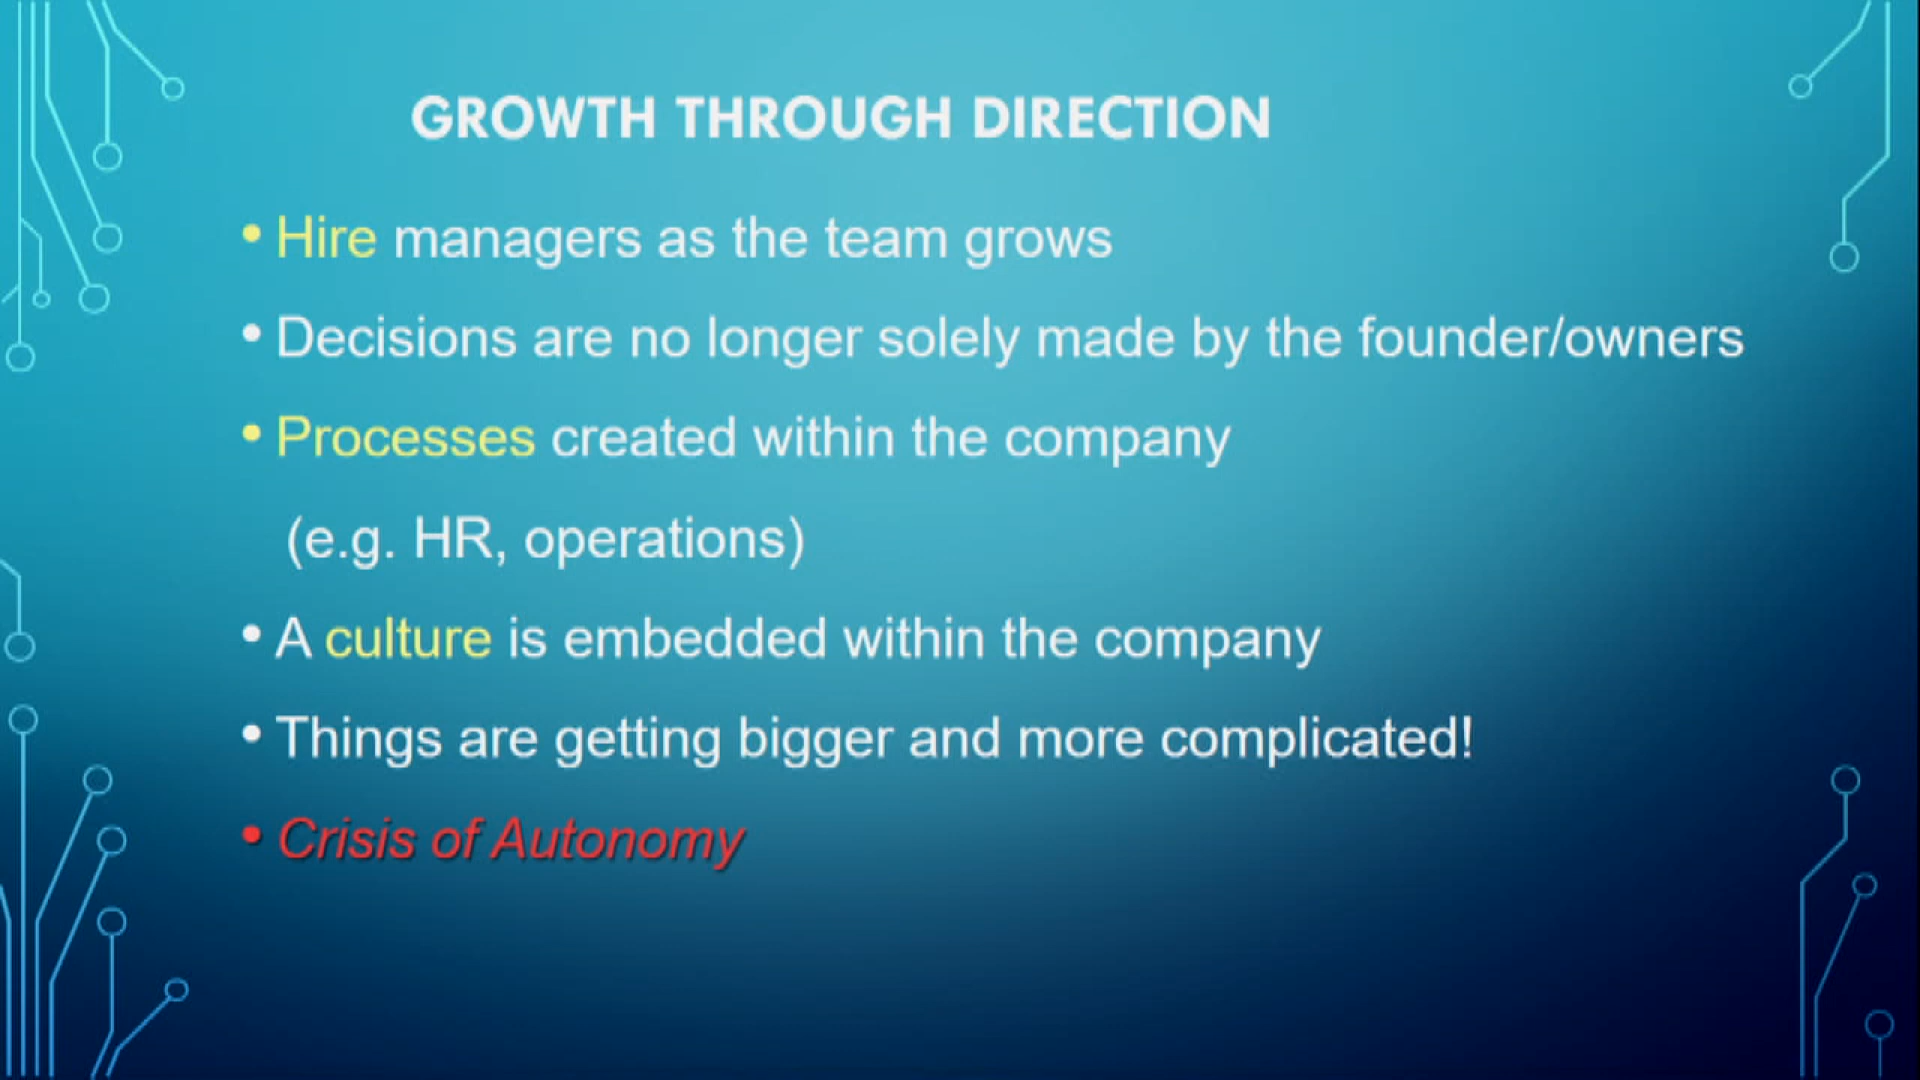 GROWTH THROUGH DIRECTION
• Hire managers as the team grows
• Decisions are no longer solely made by the founder/owners
• Processes created within the company
(e.g. HR, operations)
• A culture is embedded within the company
• Things are getting bigger and more complicated!
• Crisis of Autonomy